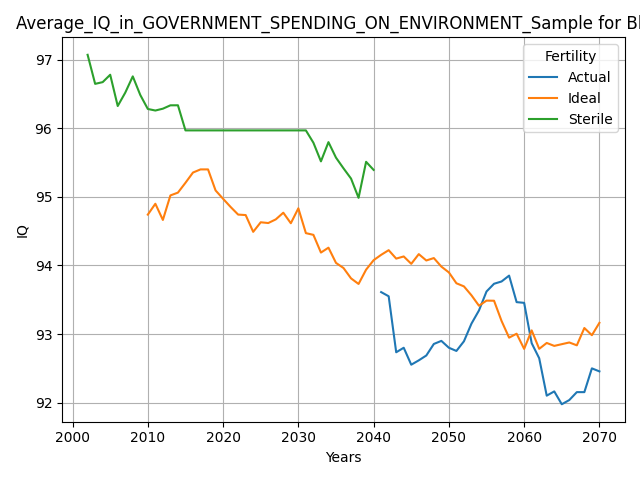 Average_IQ_in_GOVERNMENT_SPENDING_ON_ENVIRONMENT_Sample for Bl
Fertility
Actual
Ideal
Sterile
97
96
95
94
93
92
IQ
2000 2010 2020 2030 2040 2050 2060 2070
Years